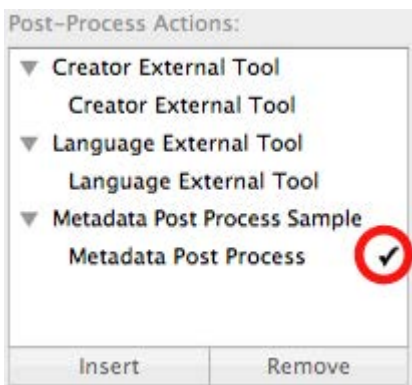 Post-Process Actions:
Creator External Tool
Creator External Tool
Language External Tool
Language External Tool
Metadata Post Process Sample
Metadata Post Process ✓
Insert Remove